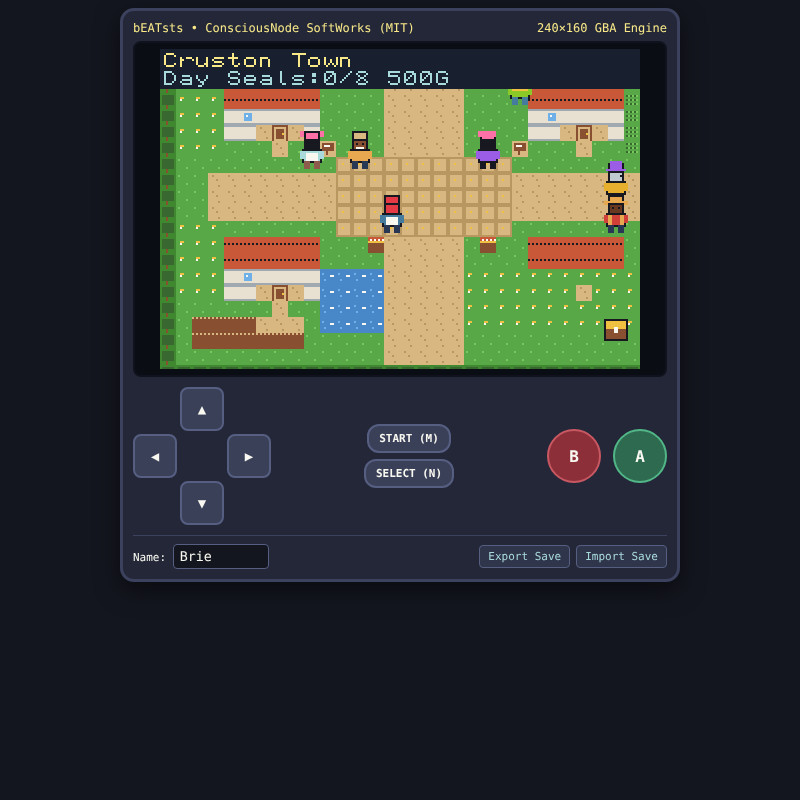 bEATsts • ConsciousNode SoftWorks (MIT)
240×160 GBA Engine
Cruston Town
Day Seals:0/8 500G
▲
◀
▶
▼
START (M)
SELECT (N)
B
A
Name:
Brie
Export Save
Import Save